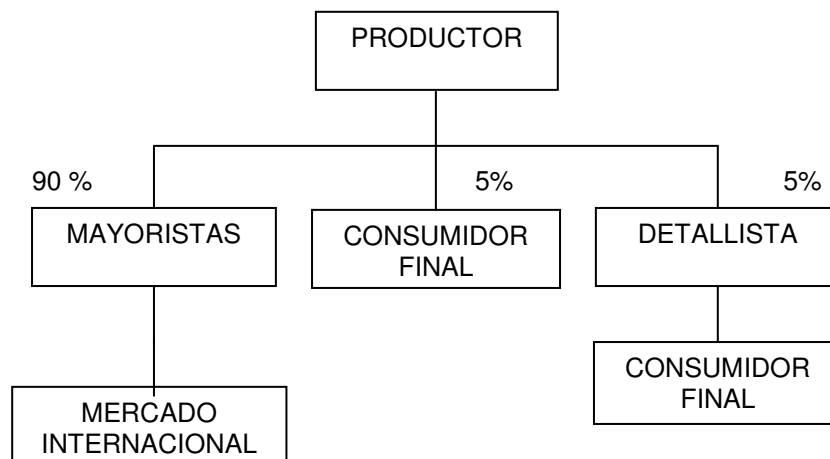 PRODUCTOR
90 %
5%
5%
MAYORISTAS
CONSUMIDOR
FINAL
DETALLISTA
CONSUMIDOR
FINAL
MERCADO
INTERNACIONAL